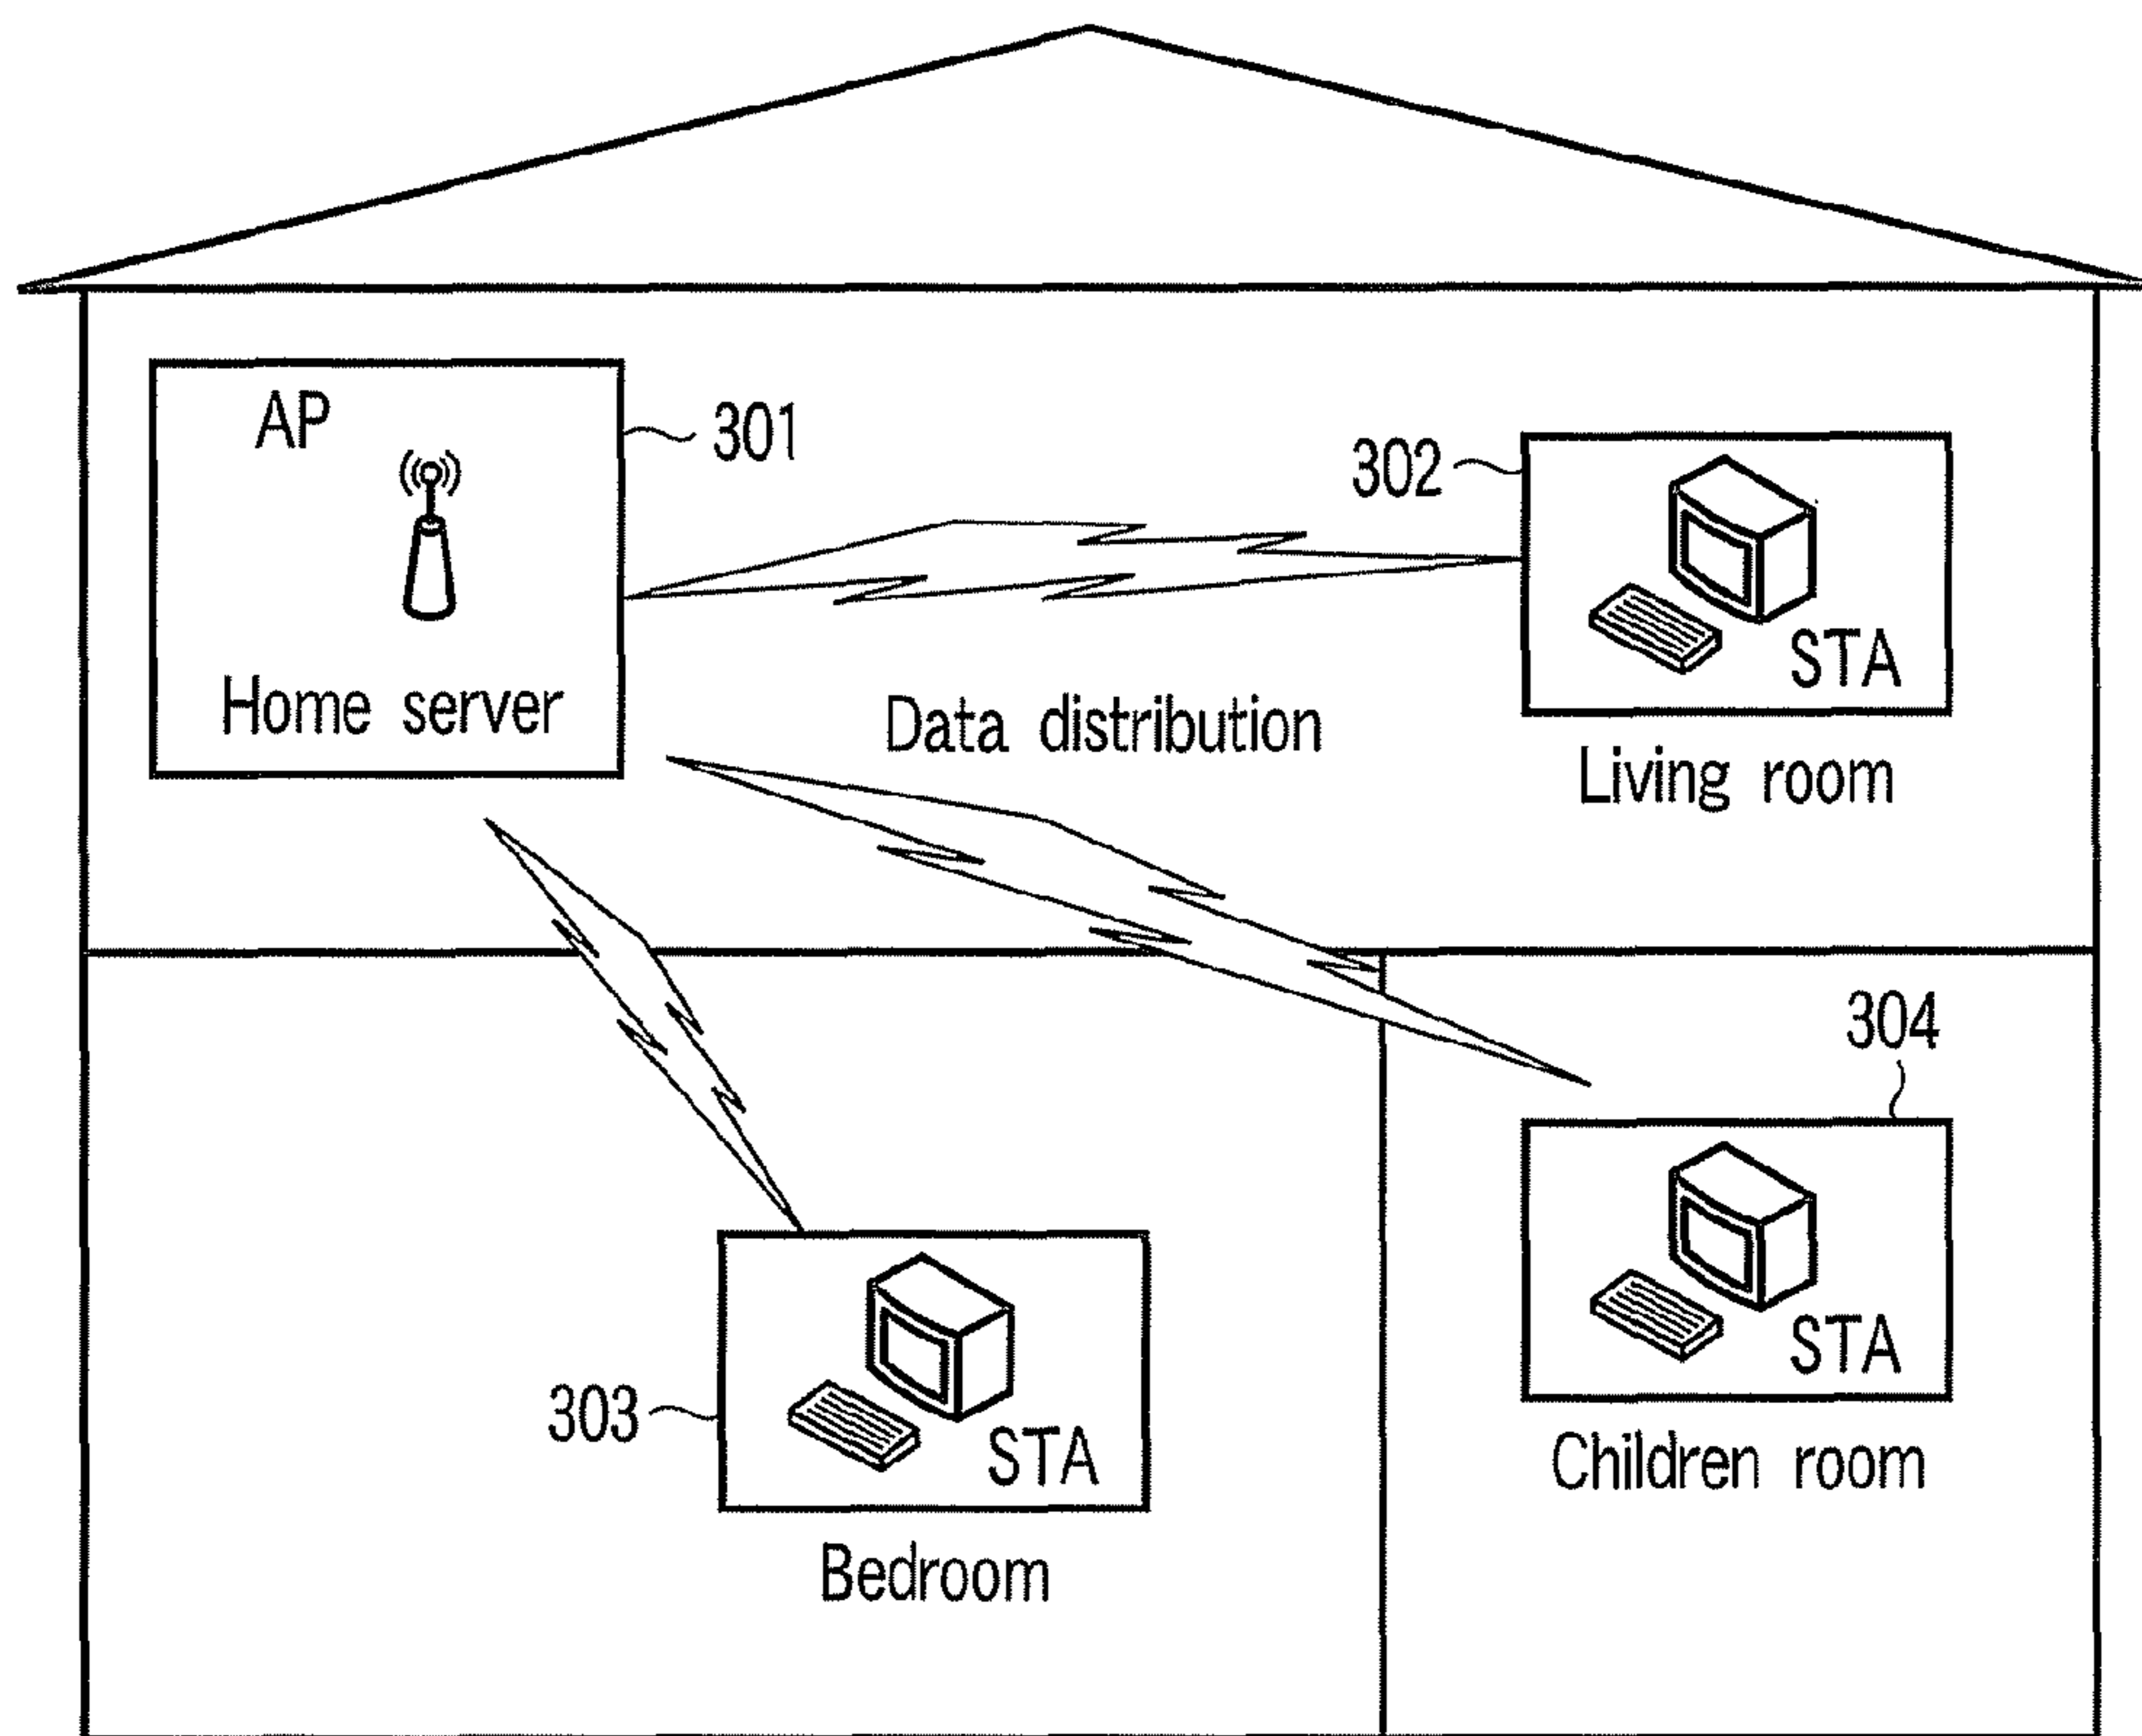 AP
301
Home server
302
STA
Living room
Data distribution
304
STA
Children room
303
STA
Bedroom